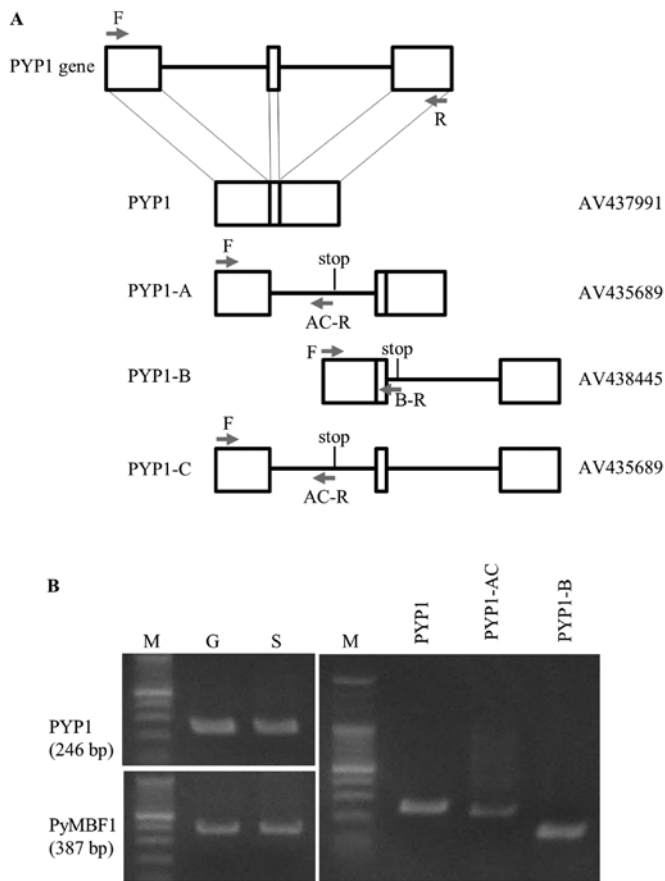 A
F
PYP1 gene
R
PYP1 AV437991
F
stop
PYP1-A AV435689
AC-R
F stop
PYP1-B AV438445
B-R
F
stop
PYP1-C AV435689
AC-R
B
M G S M PYP1 PYP1-AC PYP1-B
PYP1
(246 bp)
PyMBF1
(387 bp)